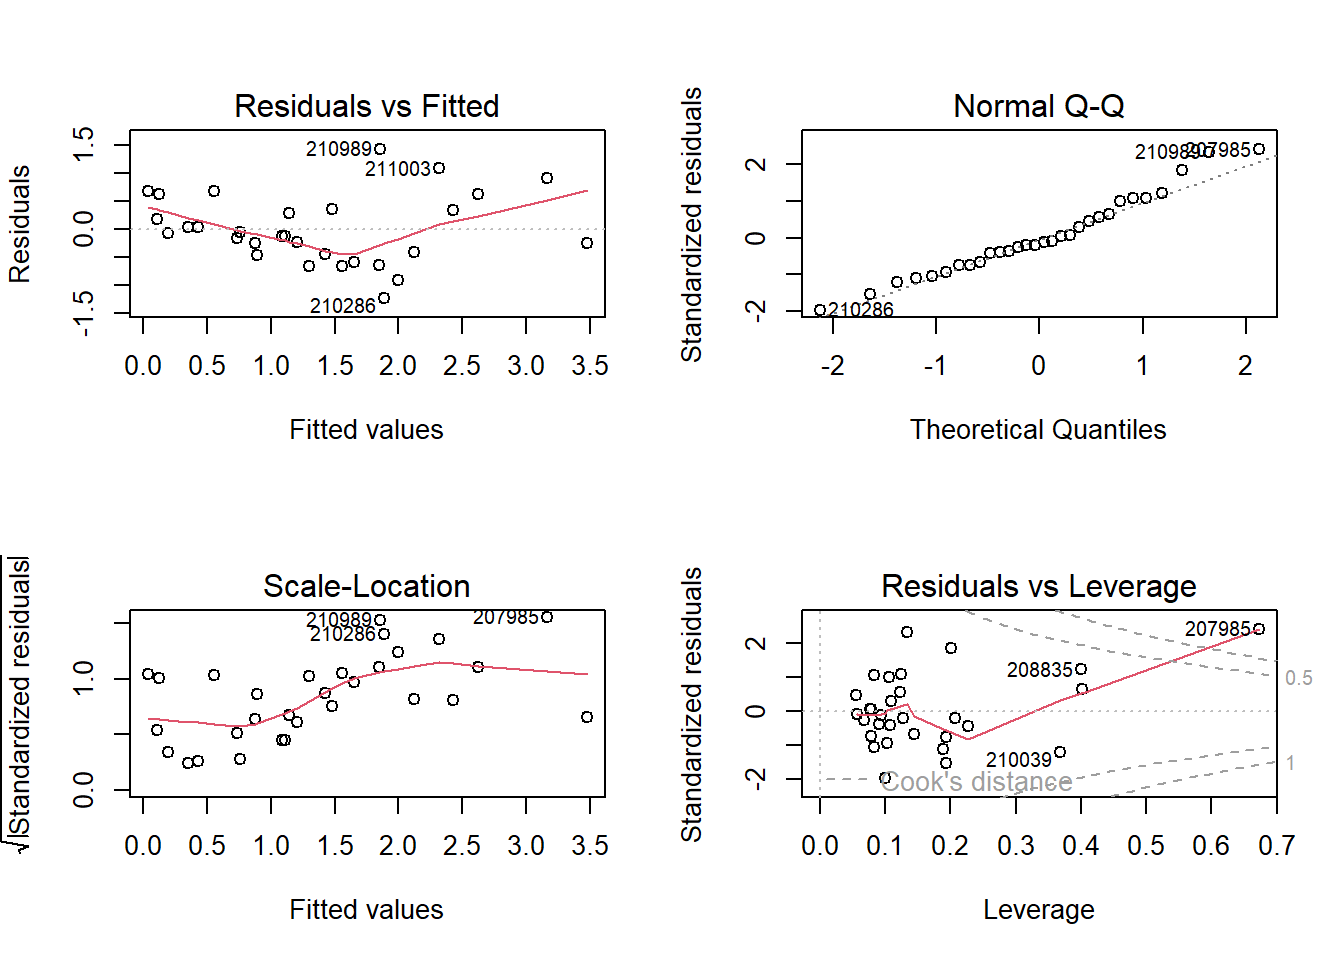 Residuals vs Fitted
Residuals
1.5
0.0
-1.5
210989
211003
210286
0.0 0.5 1.0 1.5 2.0 2.5 3.0 3.5
Fitted values
Normal Q-Q
Standardized residuals
2
0
-2
210989
207985
210286
-2 -1 0 1 2
Theoretical Quantiles
Scale-Location
√|Standardized residuals|
1.0
0.0
210989
210286
207985
0.0 0.5 1.0 1.5 2.0 2.5 3.0 3.5
Fitted values
Residuals vs Leverage
Standardized residuals
2
0
-2
207985
208835
210039
Cook's distance
0.5
1
0.0 0.1 0.2 0.3 0.4 0.5 0.6 0.7
Leverage